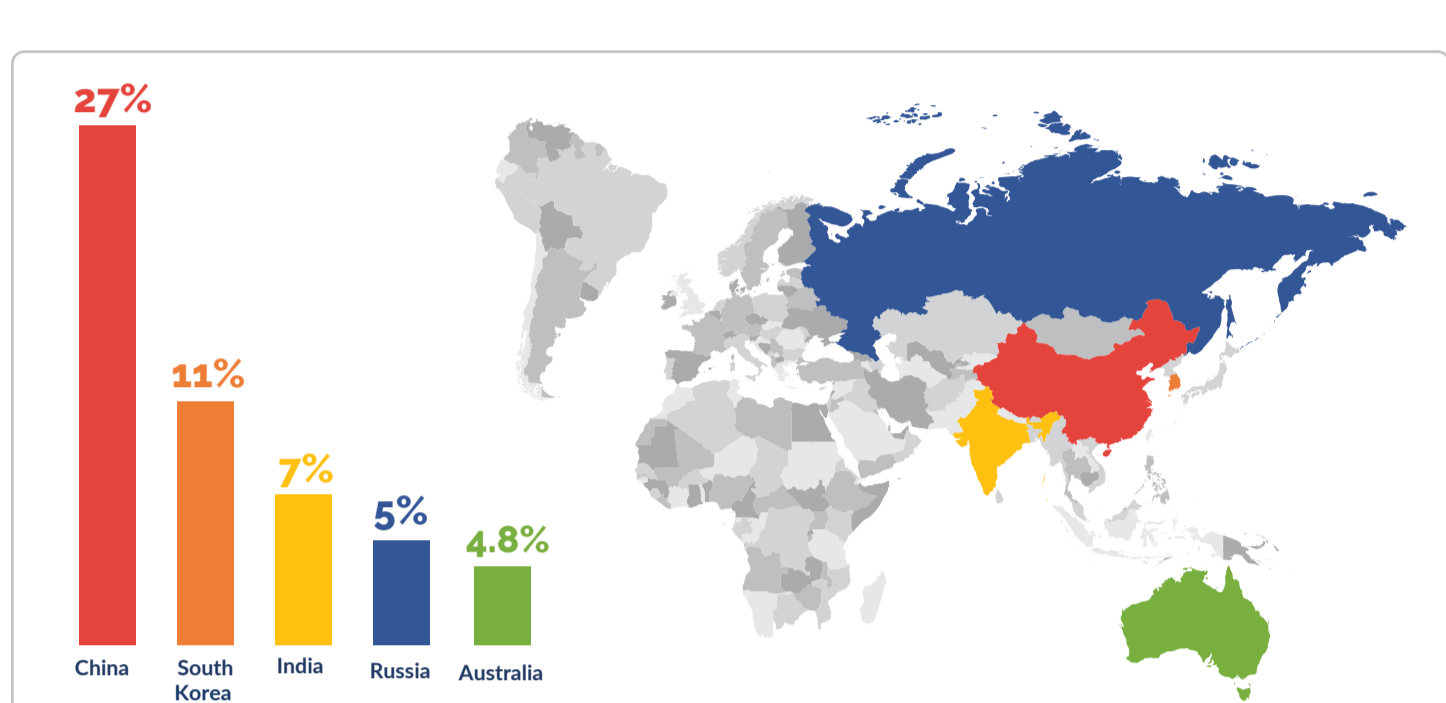 27%
11%
7%
5%
4.8%
China
South
Korea
India
Russia
Australia